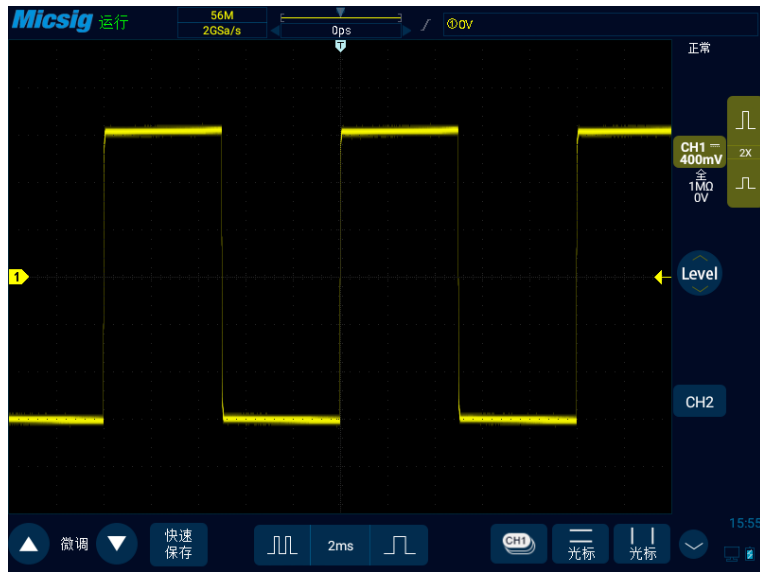 Micsig 运行
56M
2GSa/s
0ps
①0V
T
正常
CH1
400mV
全
1MΩ
0V
2X
1
Level
CH2
15:55
微调
快速
保存
2ms
CH1
光标
光标